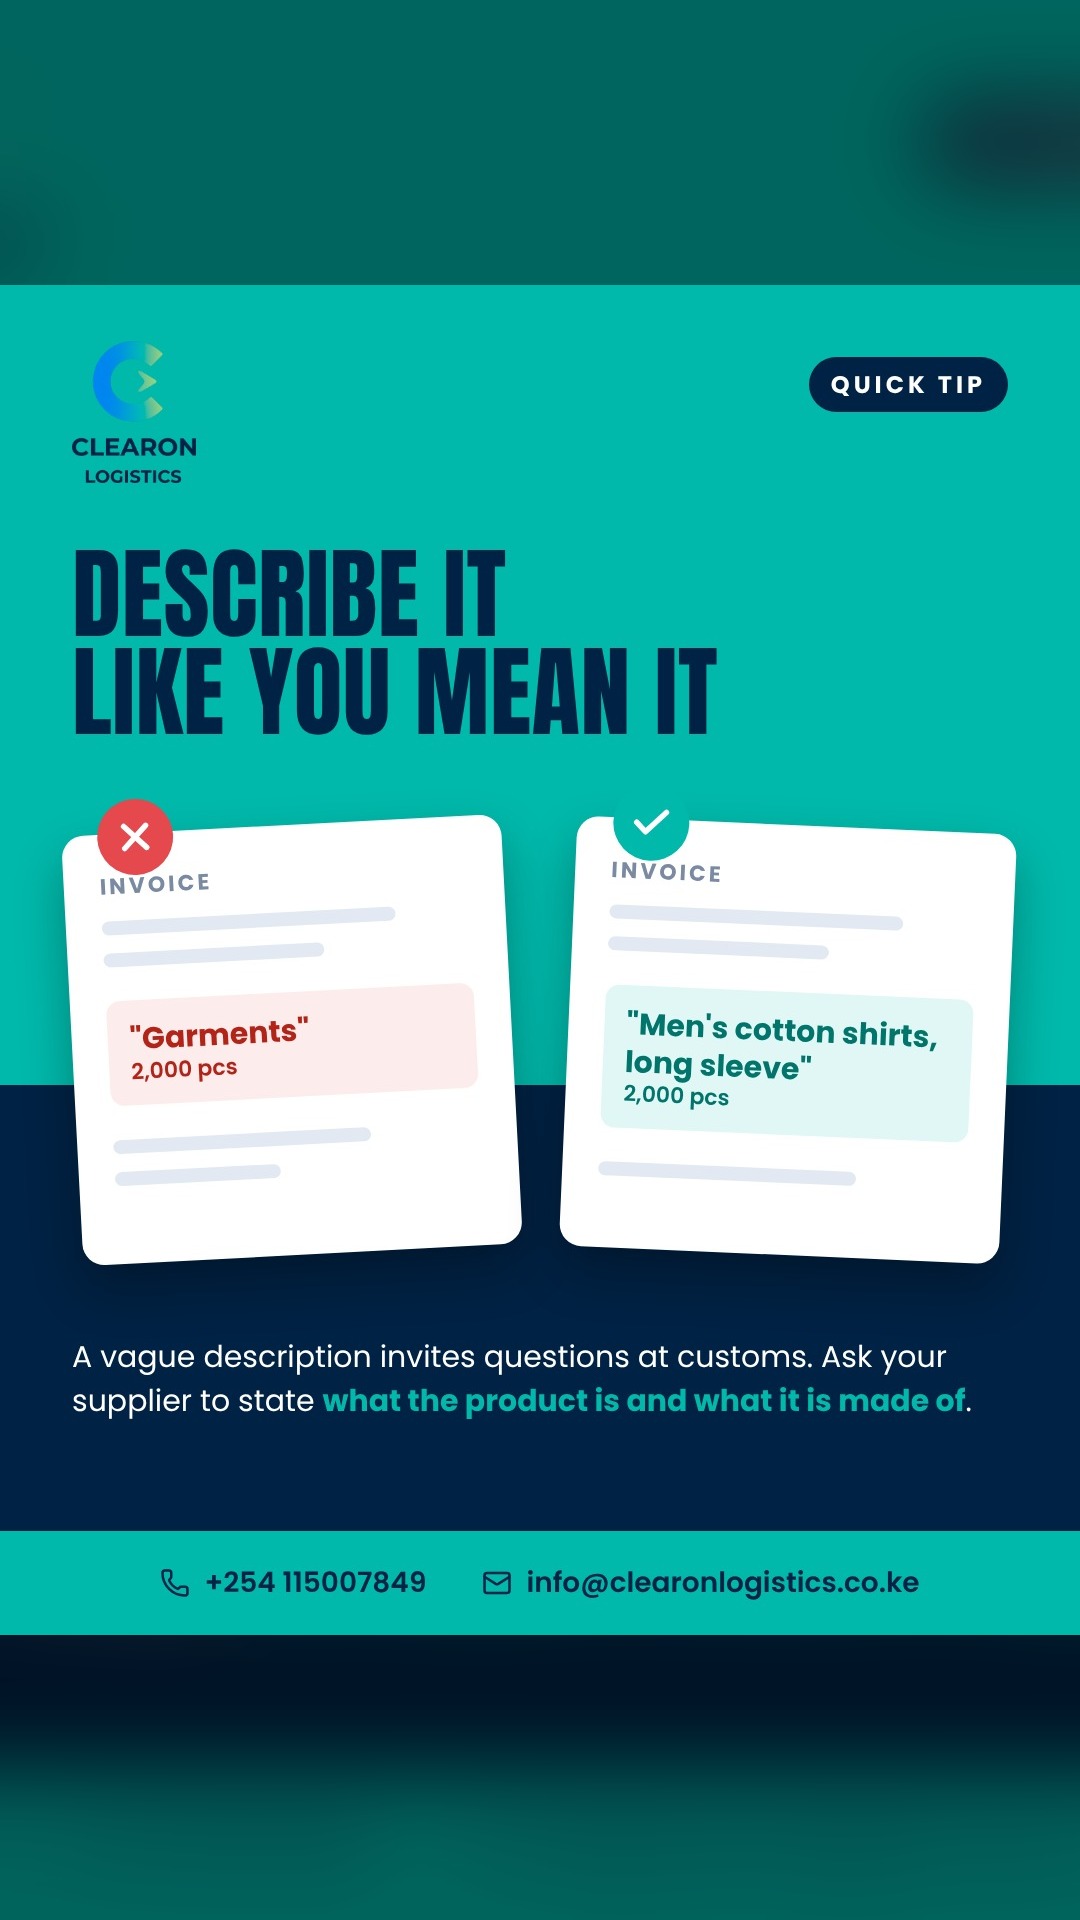 CLEARON
LOGISTICS
QUICK TIP
DESCRIBE IT
LIKE YOU MEAN IT
INVOICE
"Garments"
2,000 pcs
INVOICE
"Men's cotton shirts,
long sleeve"
2,000 pcs
A vague description invites questions at customs. Ask your
supplier to state what the product is and what it is made of.
+254 115007849
info@clearonlogistics.co.ke